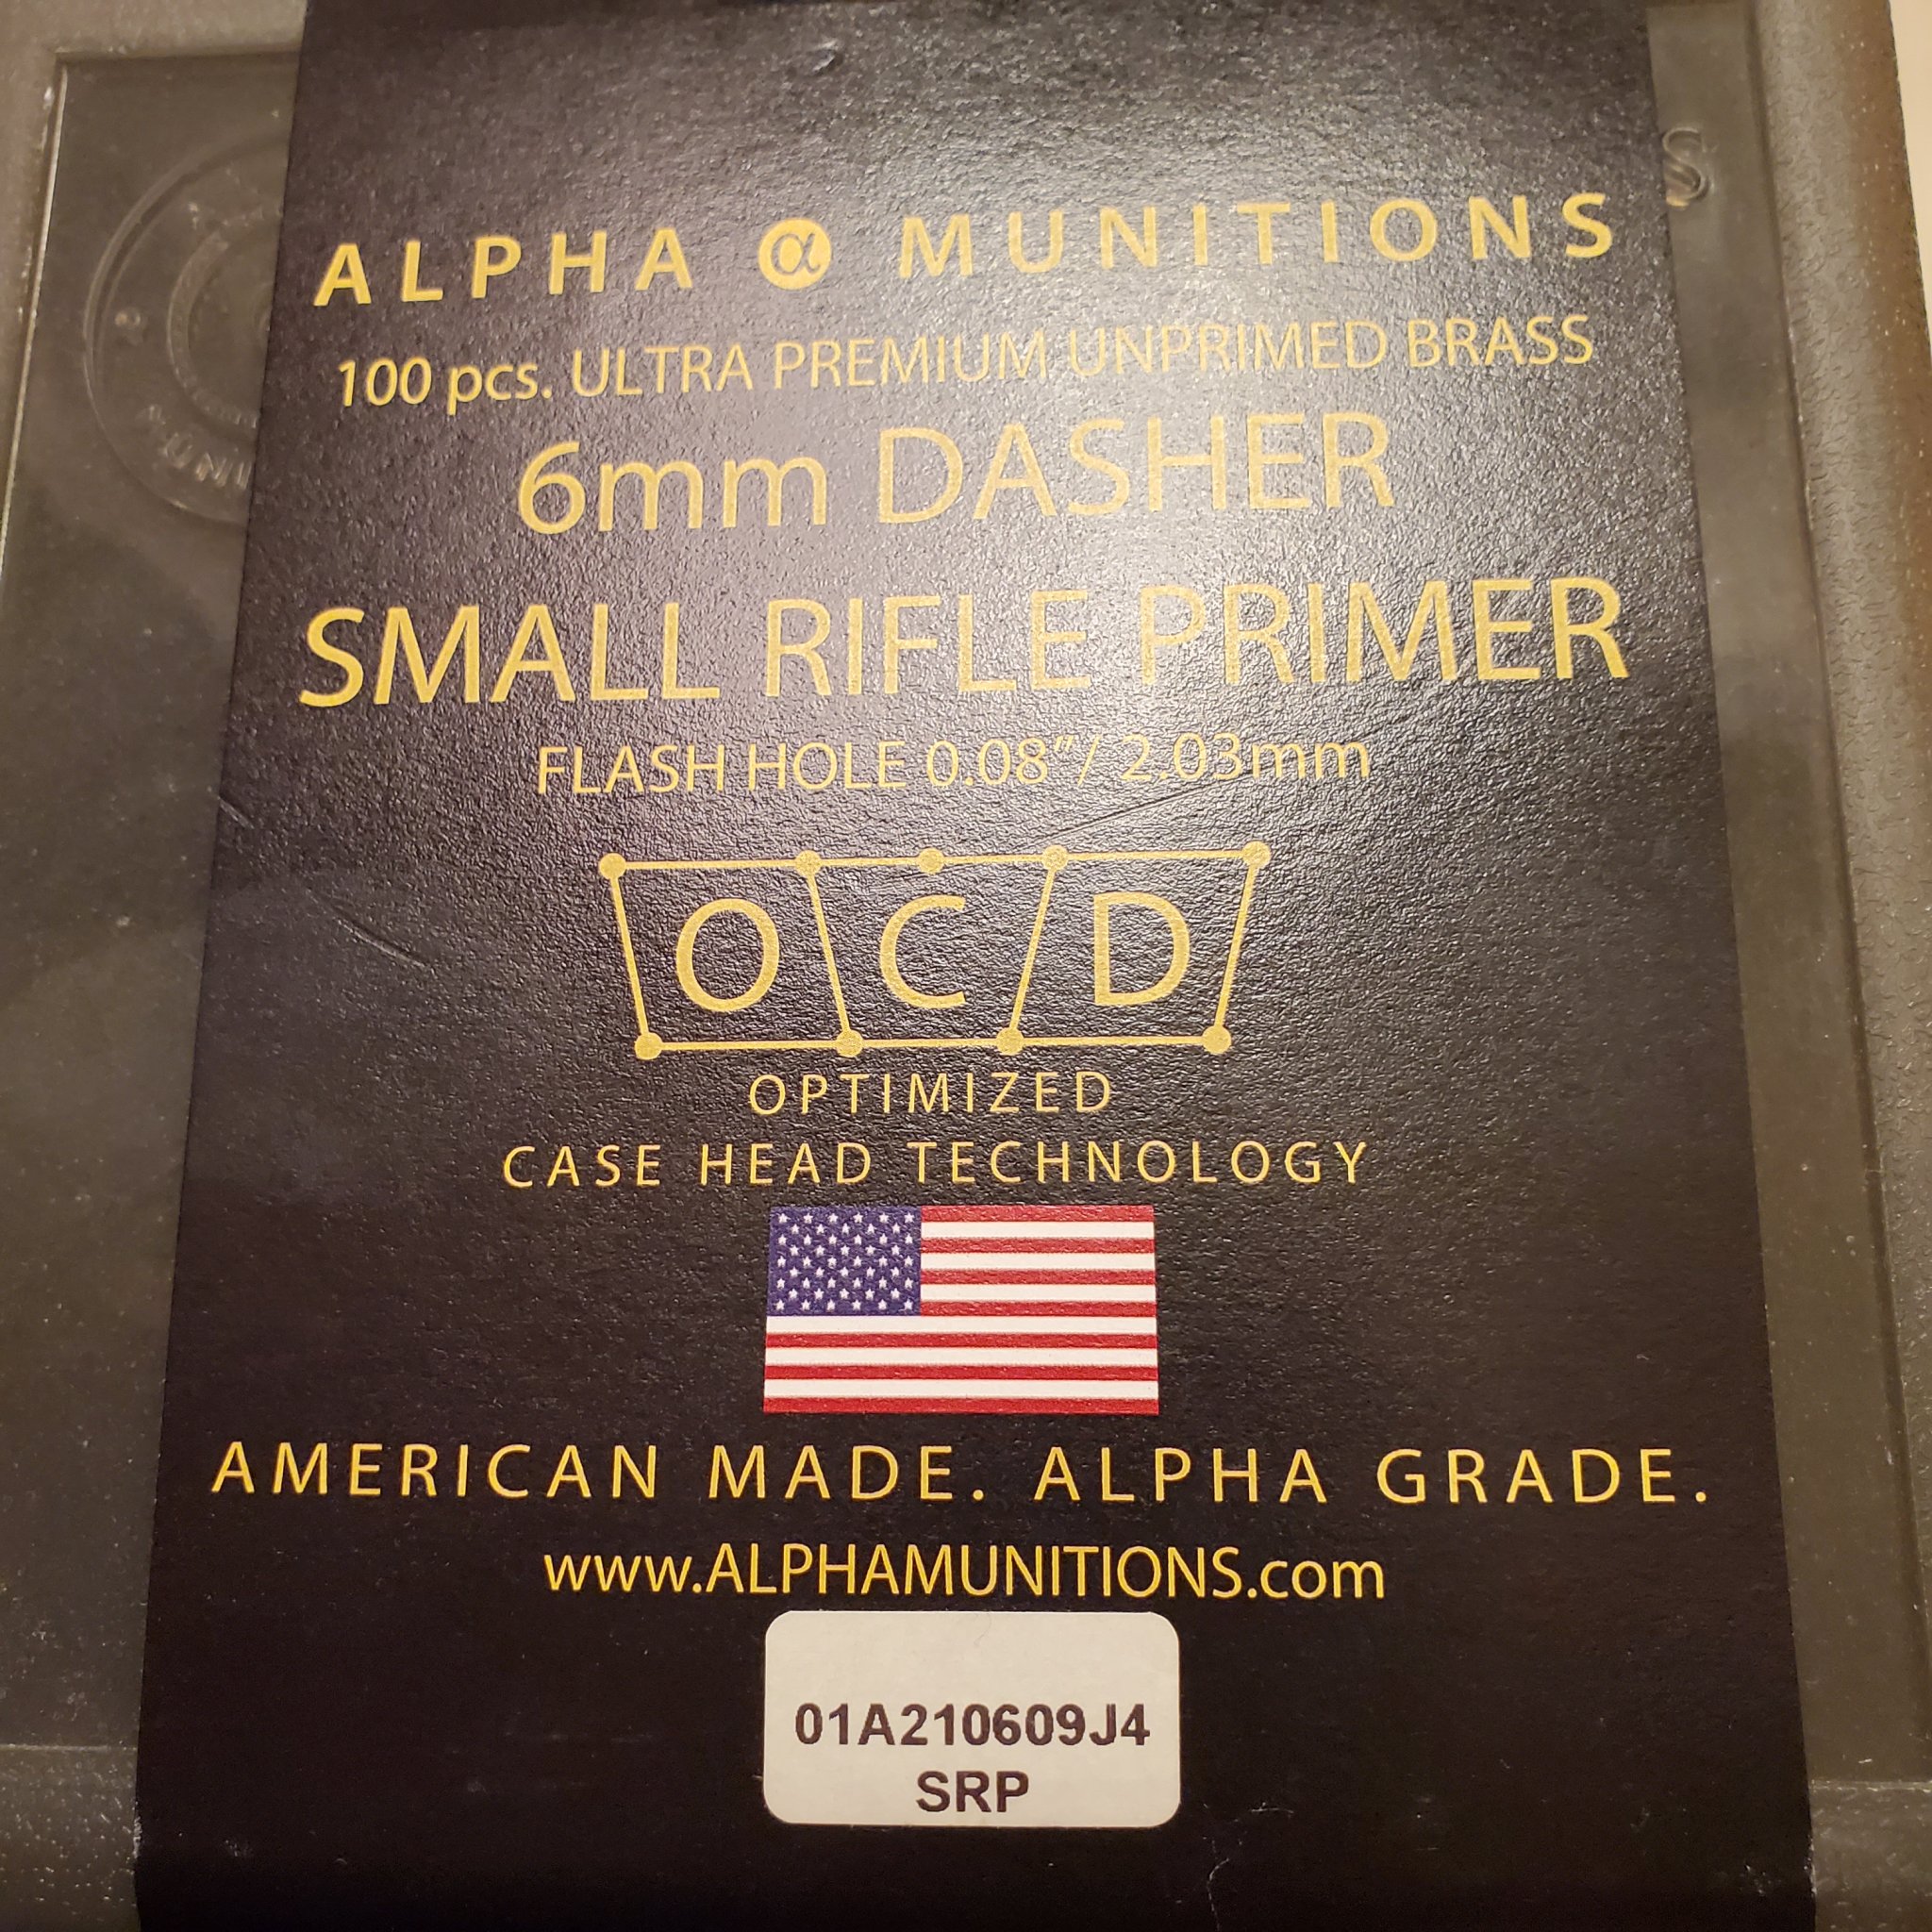 ALPHA α MUNITIONS
100 pcs. ULTRA PREMIUM UNPRIMED BRASS
6mm DASHER
SMALL RIFLE PRIMER
FLASH HOLE 0.08"/ 2.03mm
OCD
OPTIMIZED
CASE HEAD TECHNOLOGY
AMERICAN MADE. ALPHA GRADE.
www.ALPHAMUNITIONS.com
01A210609J4
SRP